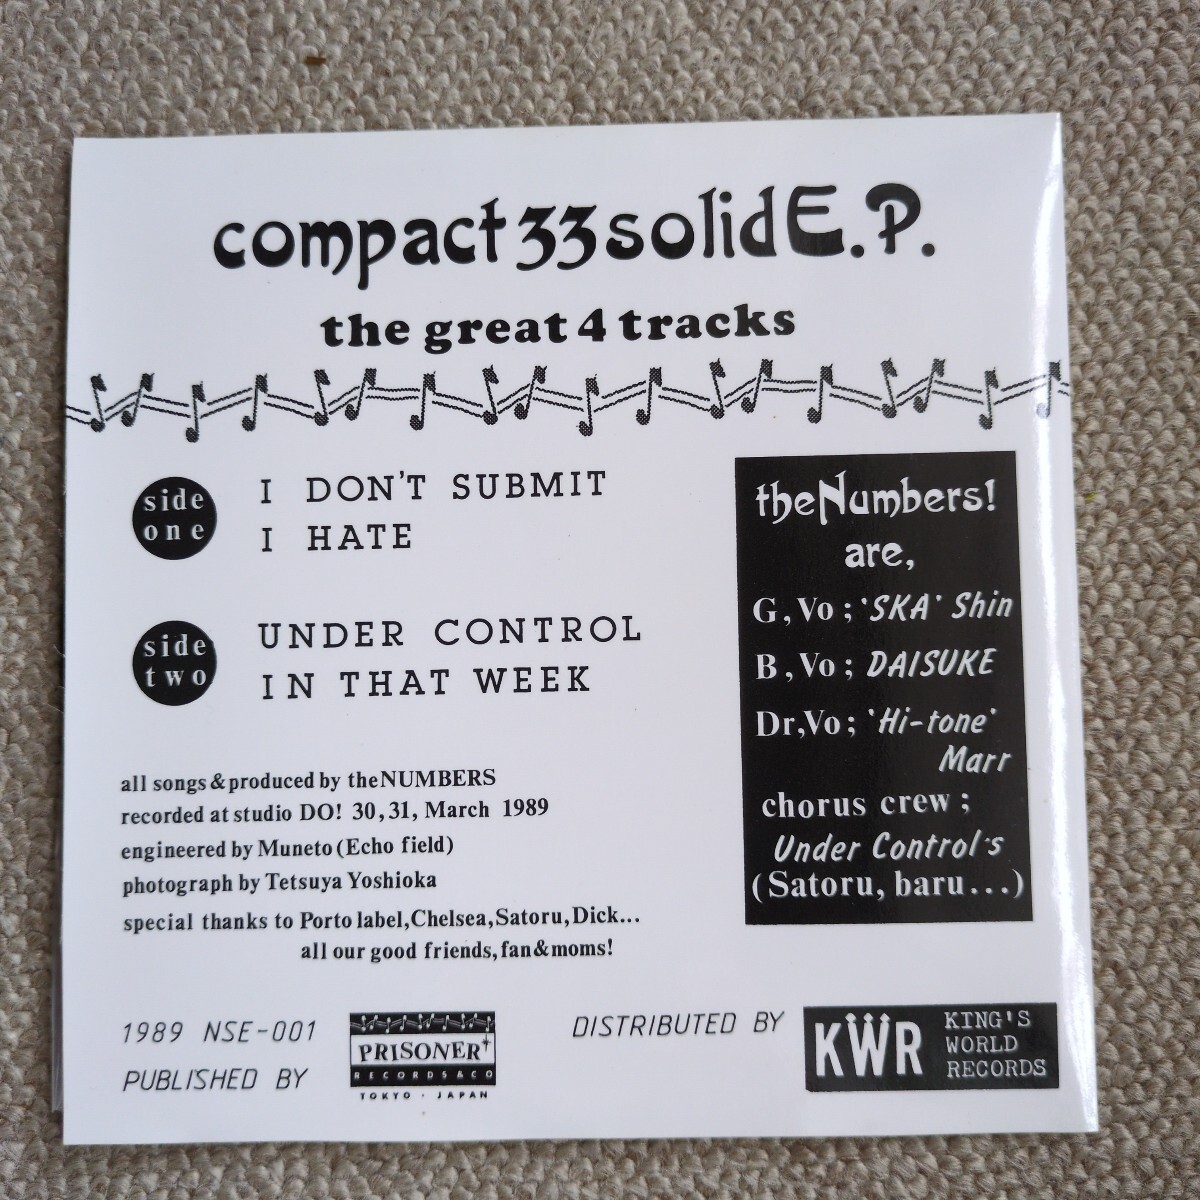 compact 33 solid E.P.
the great 4 tracks
side one
I DON'T SUBMIT
I HATE
side two
UNDER CONTROL
IN THAT WEEK
all songs & produced by the NUMBERS
recorded at studio DO! 30, 31, March 1989
engineered by Muneto (Echo field)
photograph by Tetsuya Yoshioka
special thanks to Porto label, Chelsea, Satoru, Dick...
all our good friends, fan & moms!
the Numbers!
are,
G, Vo ; 'SKA' Shin
B, Vo ; DAISUKE
Dr, Vo ; 'Hi-tone'
Marr
chorus crew ;
Under Control's
(Satoru, baru...)
1989 NSE-001
PUBLISHED BY
PRISONER
RECORDS & CO
TOKYO · JAPAN
DISTRIBUTED BY
KWR
KING'S
WORLD
RECORDS